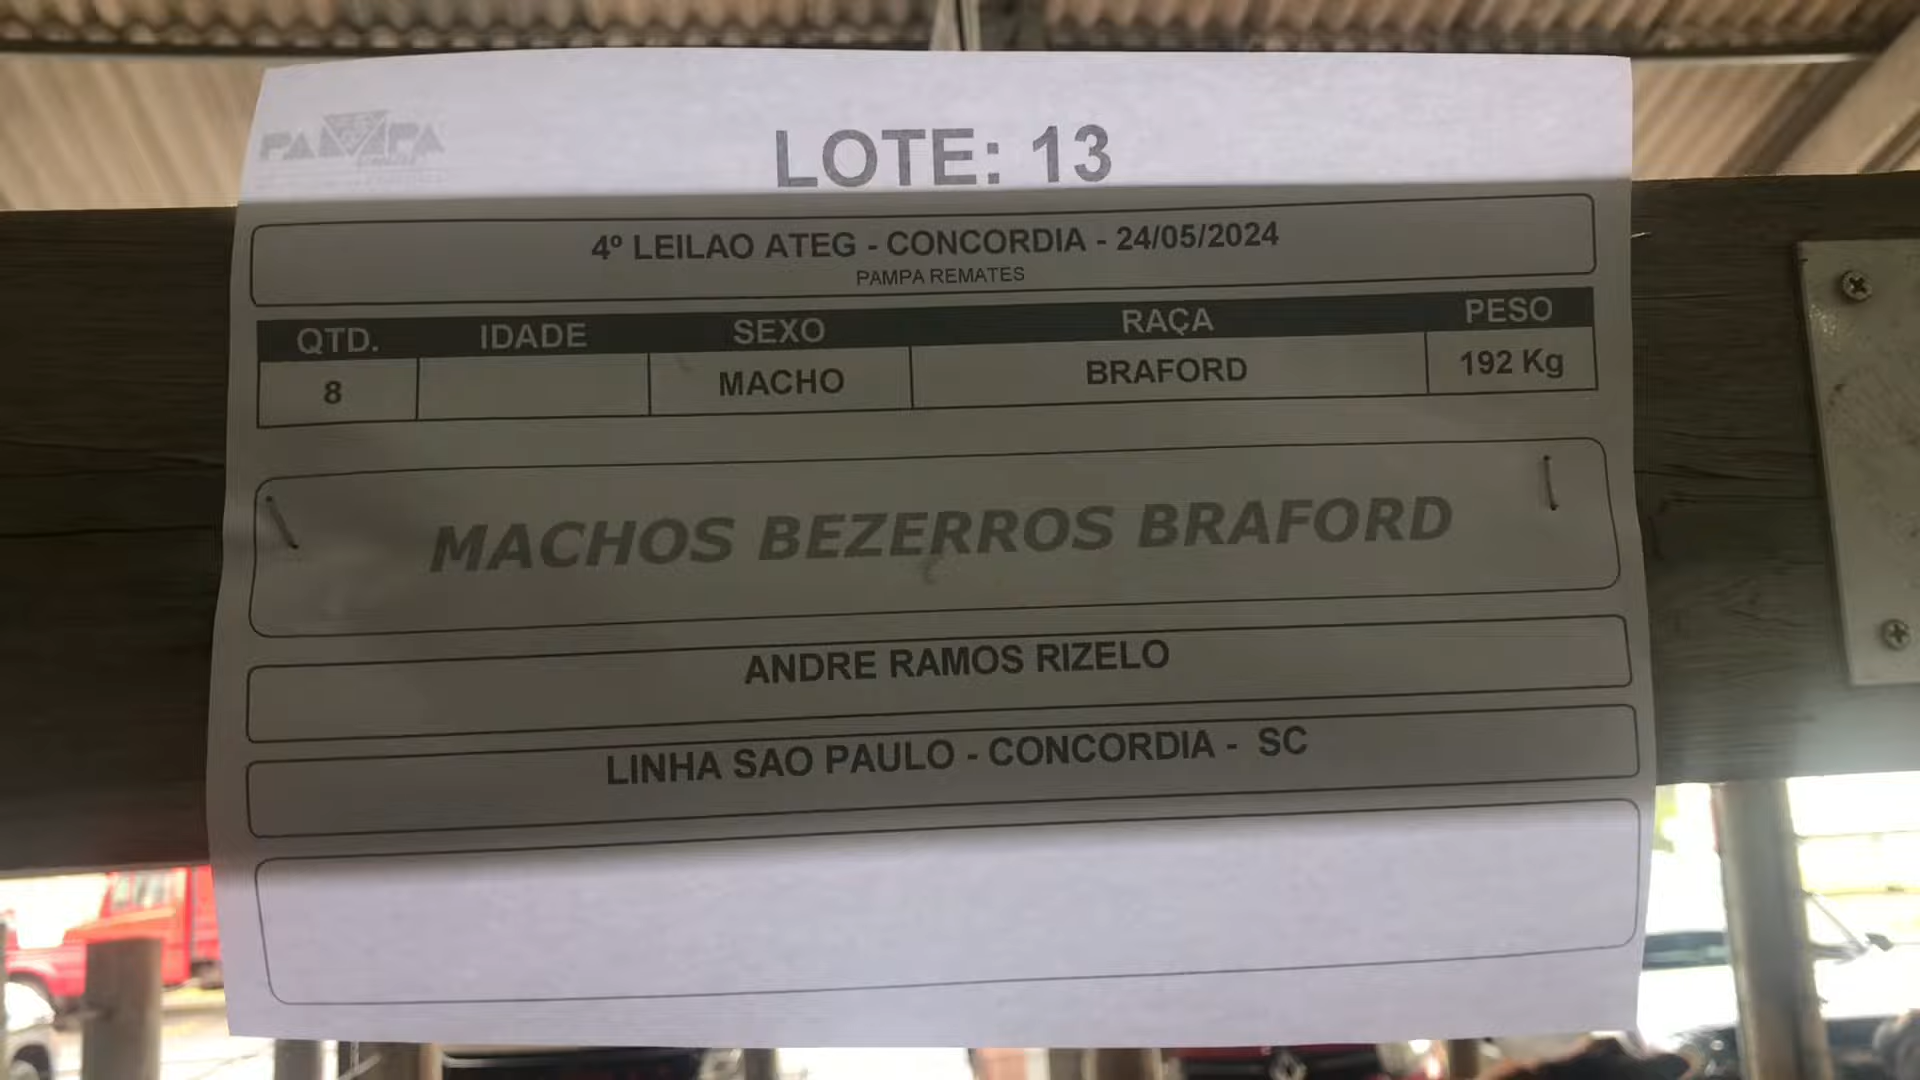 PAMPA
LOTE: 13
4º LEILAO ATEG - CONCORDIA - 24/05/2024
PAMPA REMATES
QTD. IDADE SEXO RAÇA PESO
8 MACHO BRAFORD 192 Kg
MACHOS BEZERROS BRAFORD
ANDRE RAMOS RIZELO
LINHA SAO PAULO - CONCORDIA - SC